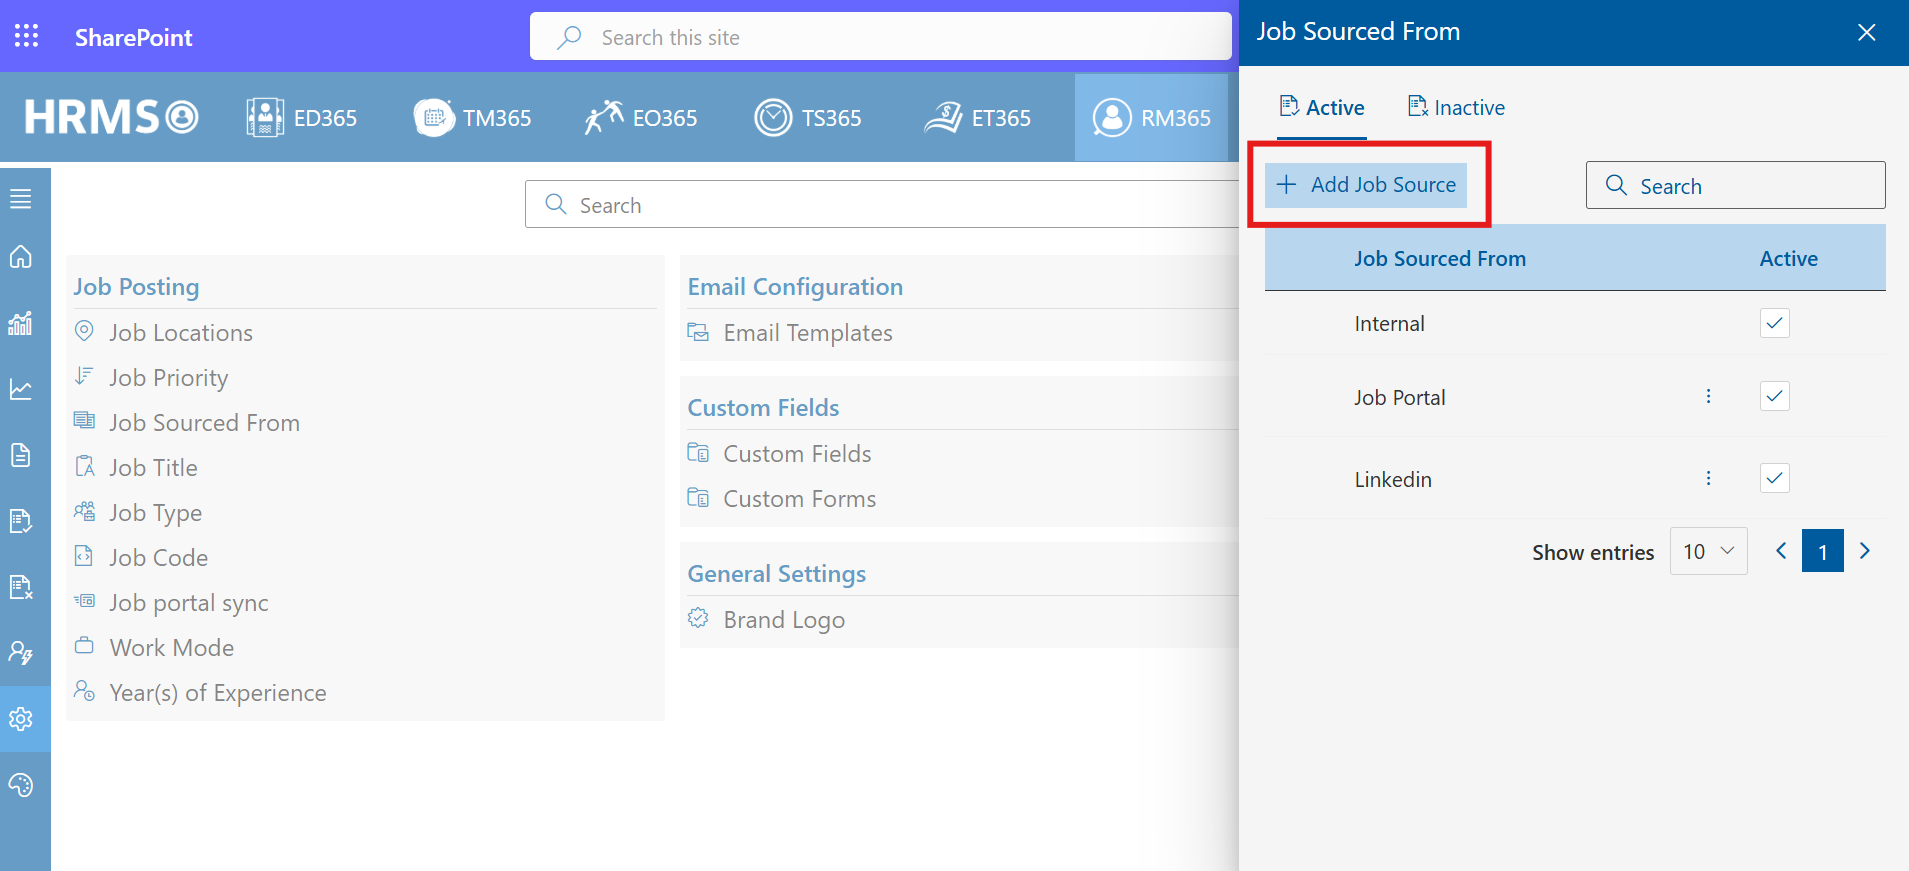 SharePoint
Search this site
HRMS
ED365
TM365
EO365
TS365
ET365
RM365
Search
Job Posting
Job Locations
Job Priority
Job Sourced From
Job Title
Job Type
Job Code
Job portal sync
Work Mode
Year(s) of Experience
Email Configuration
Email Templates
Custom Fields
Custom Fields
Custom Forms
General Settings
Brand Logo
Job Sourced From
Active
Inactive
Add Job Source
Search
Job Sourced From Active
Internal
Job Portal
Linkedin
Show entries 10 1